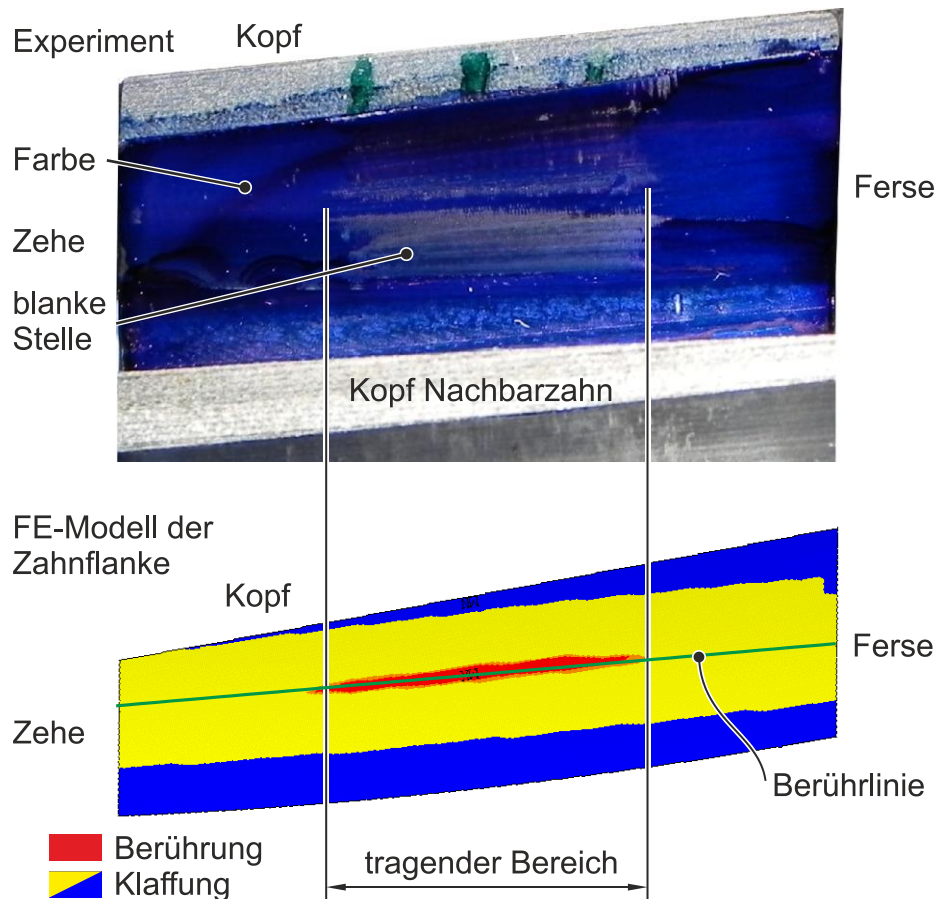 Experiment
Kopf
Farbe
Ferse
Zehe
blanke
Stelle
Kopf Nachbarzahn
FE-Modell der
Zahnflanke
Kopf
Ferse
Zehe
Berührlinie
Berührung
tragender Bereich
Klaffung